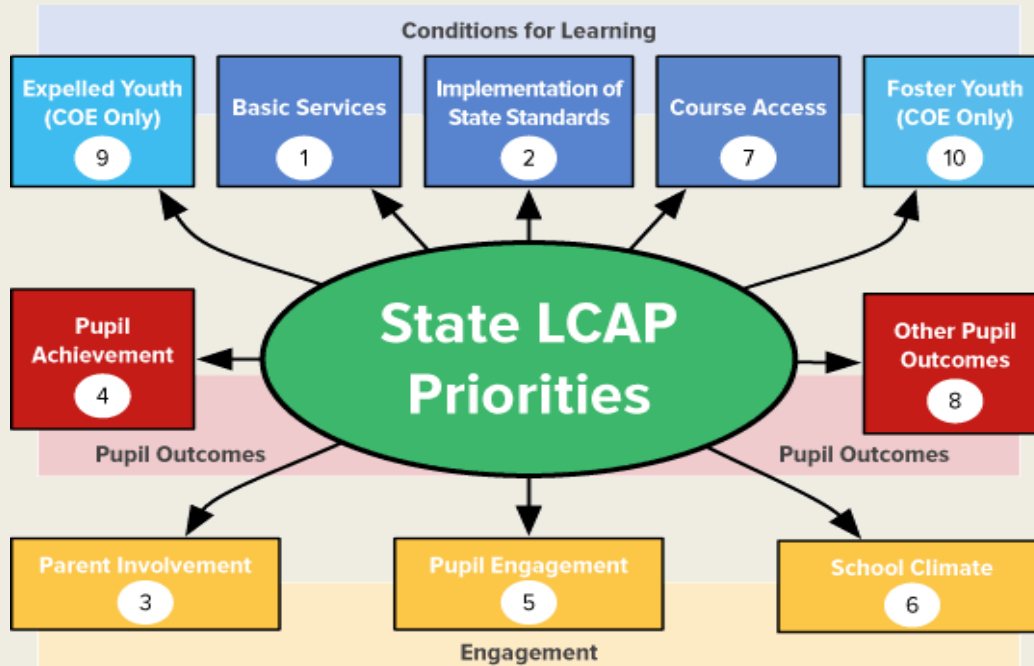 Conditions for Learning
Expelled Youth
(COE Only)
9
Basic Services
1
Implementation of
State Standards
2
Course Access
7
Foster Youth
(COE Only)
10
State LCAP
Priorities
Pupil
Achievement
4
Other Pupil
Outcomes
8
Pupil Outcomes
Pupil Outcomes
Parent Involvement
3
Pupil Engagement
5
School Climate
6
Engagement